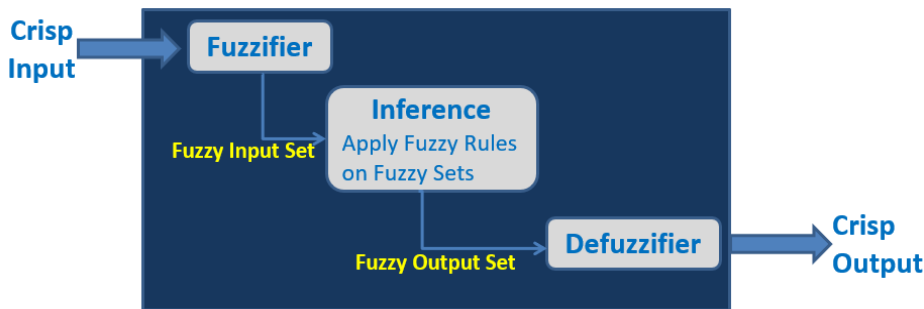 Crisp
Input
Fuzzifier
Fuzzy Input Set
Inference
Apply Fuzzy Rules
on Fuzzy Sets
Fuzzy Output Set
Defuzzifier
Crisp
Output